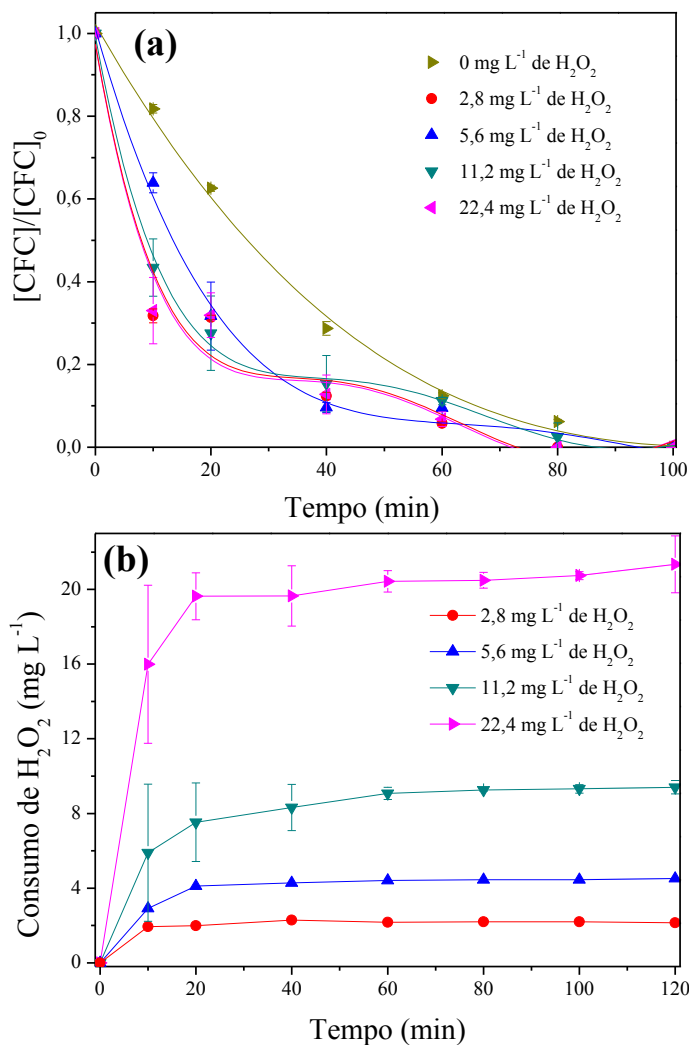 (a)
1,0
0,8
0,6
0,4
0,2
0,0
[CFC]/[CFC]₀
0 mg L⁻¹ de H₂O₂
2,8 mg L⁻¹ de H₂O₂
5,6 mg L⁻¹ de H₂O₂
11,2 mg L⁻¹ de H₂O₂
22,4 mg L⁻¹ de H₂O₂
0 20 40 60 80 100
Tempo (min)
(b)
20
16
12
8
4
0
Consumo de H₂O₂ (mg L⁻¹)
2,8 mg L⁻¹ de H₂O₂
5,6 mg L⁻¹ de H₂O₂
11,2 mg L⁻¹ de H₂O₂
22,4 mg L⁻¹ de H₂O₂
0 20 40 60 80 100 120
Tempo (min)